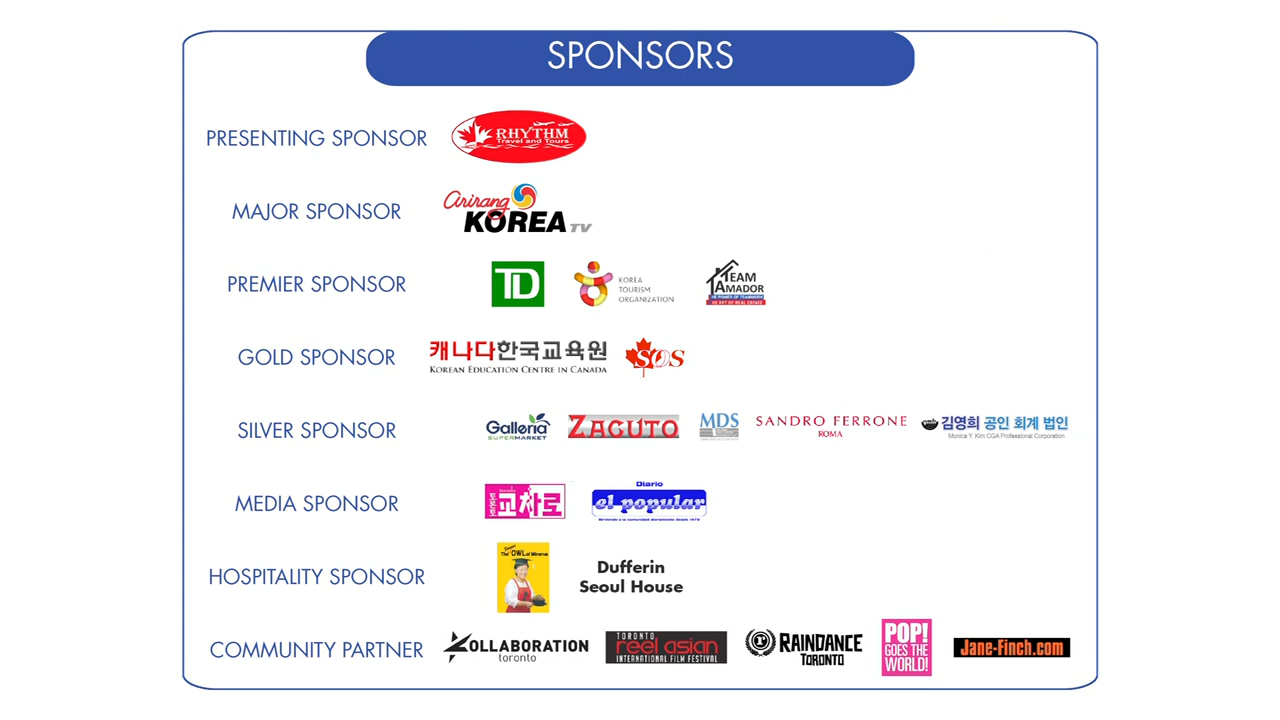 SPONSORS
PRESENTING SPONSOR
RHYTHM
Travel and Tours
MAJOR SPONSOR
Arirang
KOREA TV
PREMIER SPONSOR
TD
KOREA
TOURISM
ORGANIZATION
TEAM
AMADOR
GOLD SPONSOR
캐나다한국교육원
KOREAN EDUCATION CENTRE IN CANADA
SOS
SILVER SPONSOR
Galleria
SUPERMARKET
ZAGUTO
MDS
SANDRO FERRONE
ROMA
김영희 공인 회계 법인
Monica Y. Kim CGA Professional Corporation
MEDIA SPONSOR
교차로
Diario
el popular
HOSPITALITY SPONSOR
The OWL of Minerva
Dufferin
Seoul House
COMMUNITY PARTNER
KOLLABORATION
toronto
TORONTO
reel asian
INTERNATIONAL FILM FESTIVAL
RAINDANCE
TORONTO
POP!
GOES THE
WORLD!
Jane-Finch.com